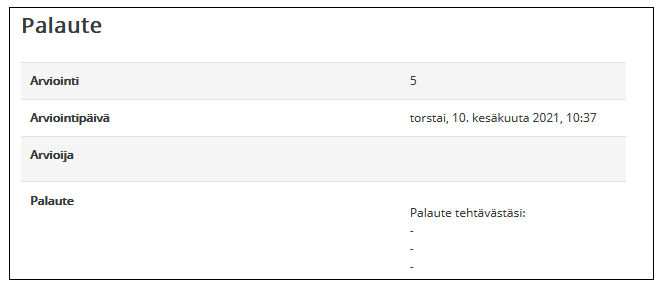 Palaute
Arviointi 5
Arviointipäivä torstai, 10. kesäkuuta 2021, 10:37
Arvioija
Palaute
Palaute tehtävästäsi:
-
-
-